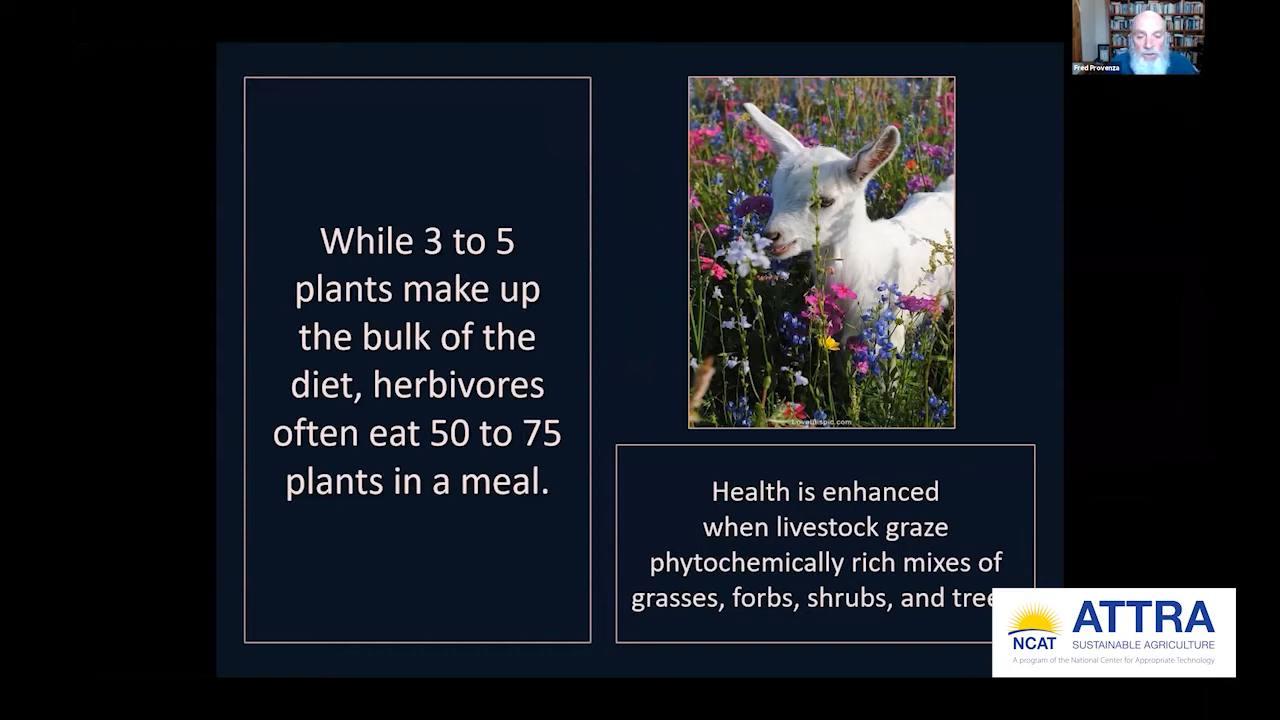 Fred Provenza
While 3 to 5
plants make up
the bulk of the
diet, herbivores
often eat 50 to 75
plants in a meal.
LoveThisPic.com
Health is enhanced
when livestock graze
phytochemically rich mixes of
grasses, forbs, shrubs, and tree
NCAT
ATTRA
SUSTAINABLE AGRICULTURE
A program of the National Center for Appropriate Technology